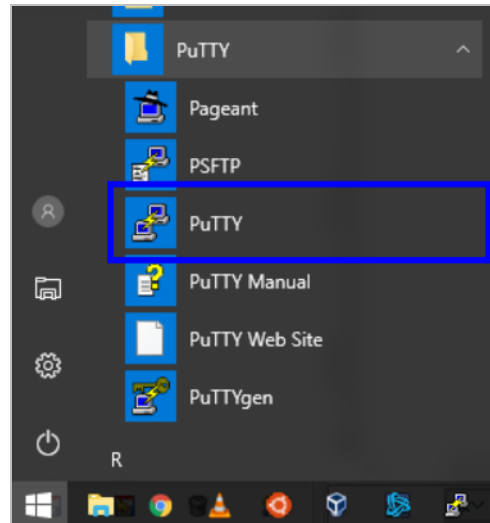 PuTTY
Pageant
PSFTP
PuTTY
PuTTY Manual
PuTTY Web Site
PuTTYgen
R